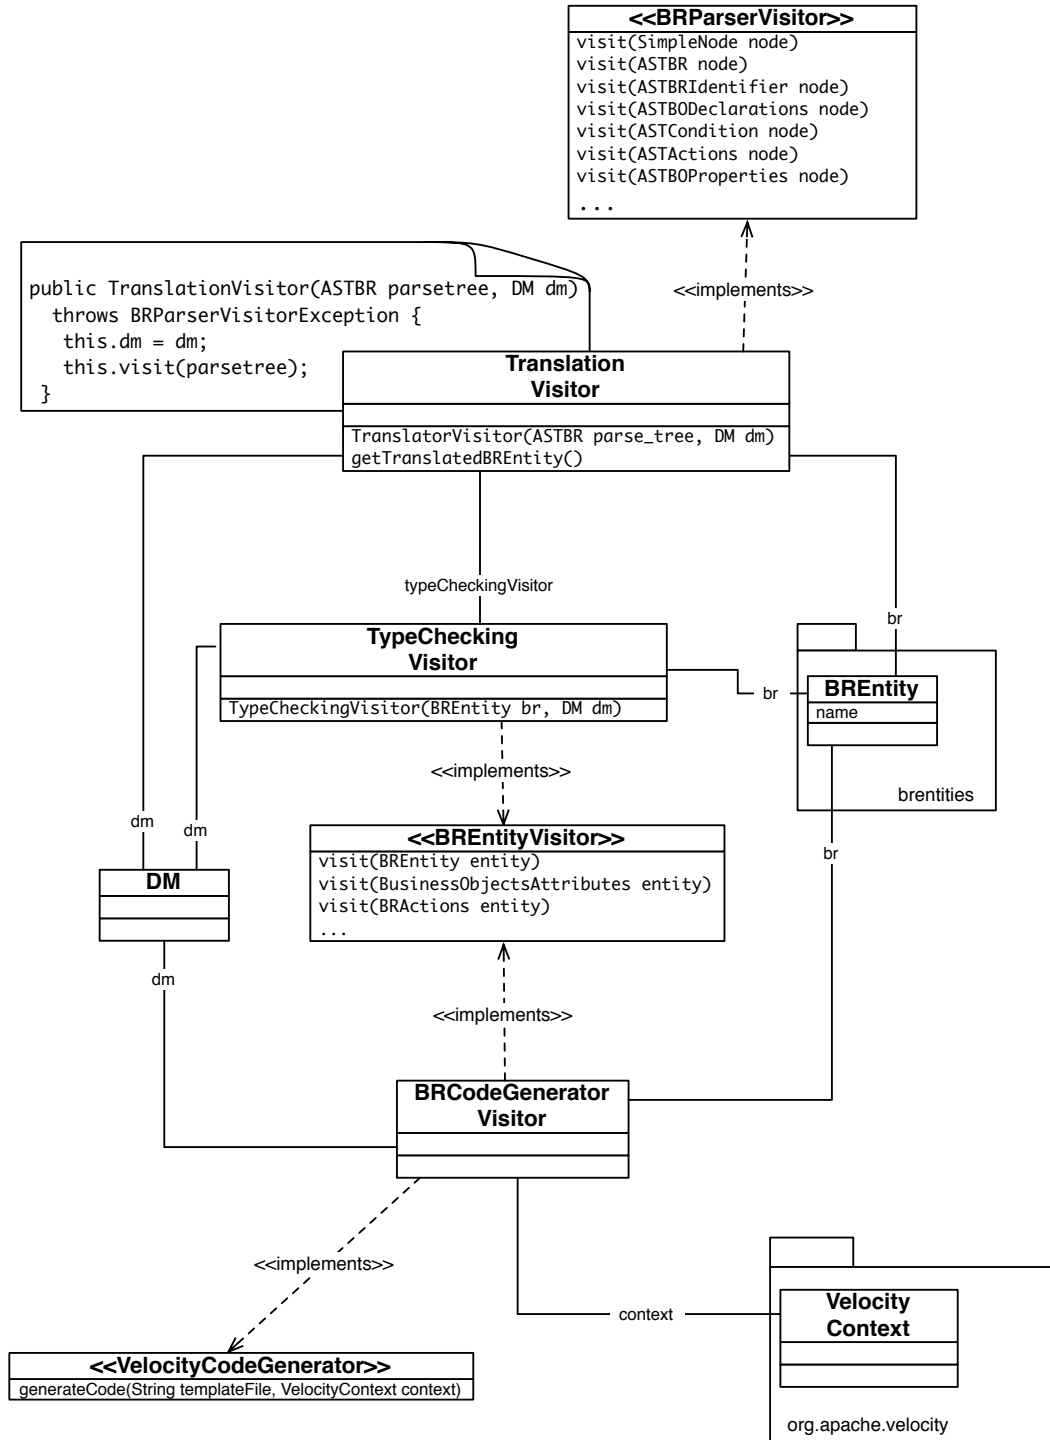 <<BRParserVisitor>>
visit(SimpleNode node)
visit(ASTBR node)
visit(ASTBRIdentifier node)
visit(ASTBODeclarations node)
visit(ASTCondition node)
visit(ASTActions node)
visit(ASTBOProperties node)
...
<<implements>>
public TranslationVisitor(ASTBR parsetree, DM dm)
throws BRParserVisitorException {
this.dm = dm;
this.visit(parsetree);
}
Translation
Visitor
TranslatorVisitor(ASTBR parse_tree, DM dm)
getTranslatedBREntity()
typeCheckingVisitor
br
TypeChecking
Visitor
TypeCheckingVisitor(BREntity br, DM dm)
br
BREntity
name
brentities
<<implements>>
dm
dm
br
<<BREntityVisitor>>
visit(BREntity entity)
visit(BusinessObjectsAttributes entity)
visit(BRActions entity)
...
DM
dm
<<implements>>
BRCodeGenerator
Visitor
<<implements>>
context
Velocity
Context
org.apache.velocity
<<VelocityCodeGenerator>>
generateCode(String templateFile, VelocityContext context)